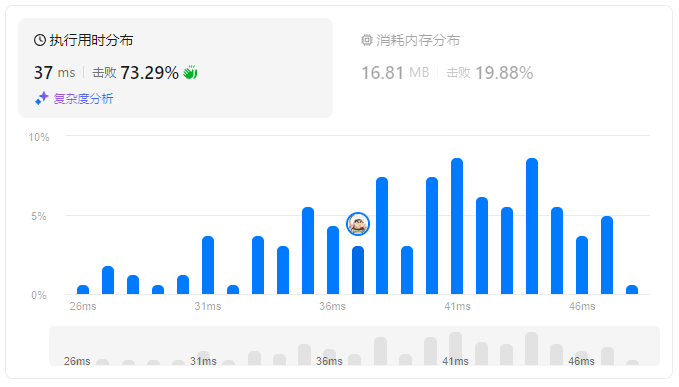 执行用时分布
37 ms 击败 73.29%
复杂度分析
消耗内存分布
16.81 MB 击败 19.88%
10%
5%
0%
26ms 31ms 36ms 41ms 46ms
26ms 31ms 36ms 41ms 46ms